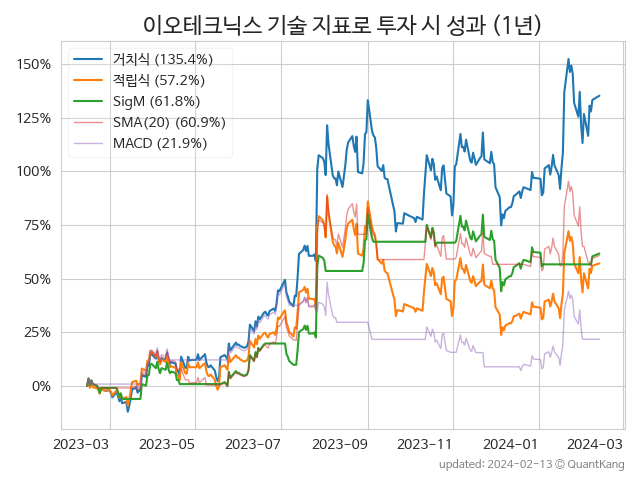 이오테크닉스 기술 지표로 투자 시 성과 (1년)
거치식 (135.4%)
적립식 (57.2%)
SigM (61.8%)
SMA(20) (60.9%)
MACD (21.9%)
150%
125%
100%
75%
50%
25%
0%
2023-03 2023-05 2023-07 2023-09 2023-11 2024-01 2024-03
updated: 2024-02-13 ⓒ QuantKang